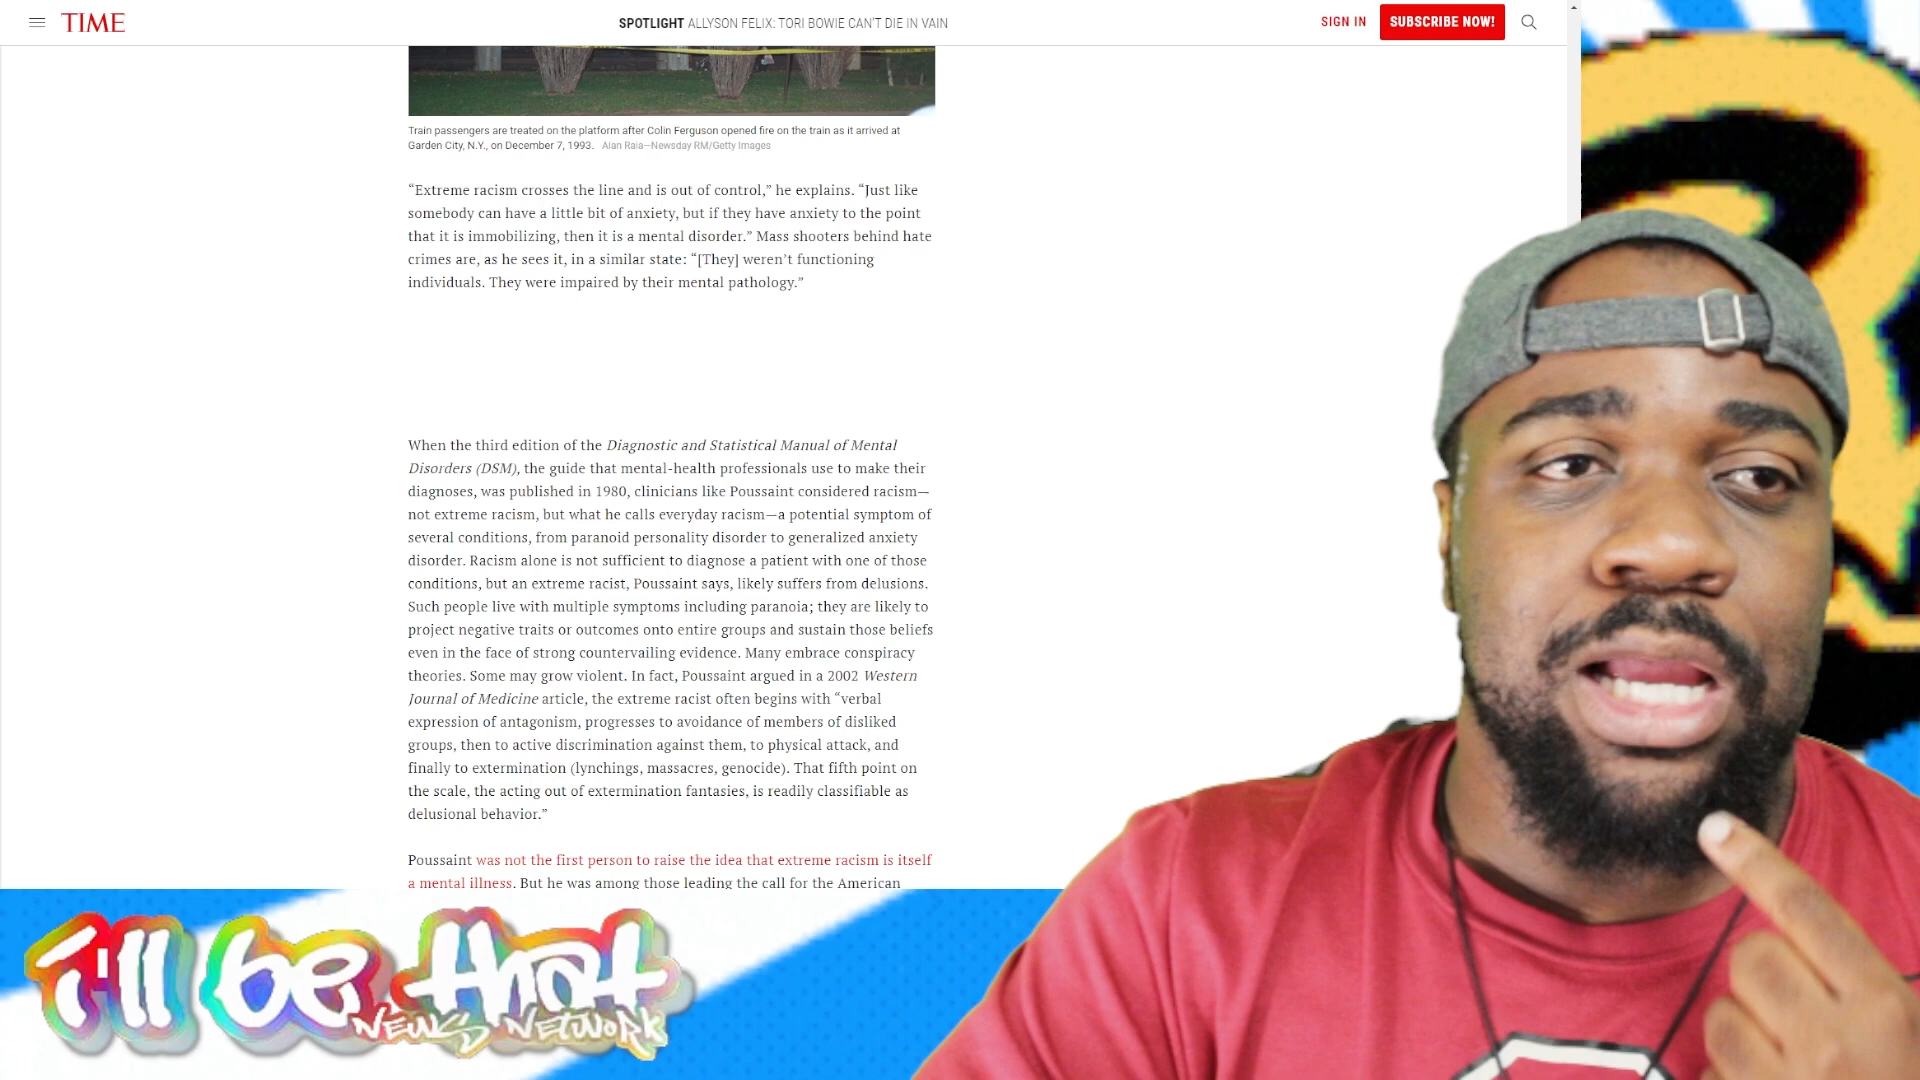 TIME
SPOTLIGHT ALLYSON FELIX: TORI BOWIE CAN'T DIE IN VAIN
SIGN IN
SUBSCRIBE NOW!
Train passengers are treated on the platform after Colin Ferguson opened fire on the train as it arrived at
Garden City, N.Y., on December 7, 1993. Alan Raia—Newsday RM/Getty Images
“Extreme racism crosses the line and is out of control,” he explains. “Just like
somebody can have a little bit of anxiety, but if they have anxiety to the point
that it is immobilizing, then it is a mental disorder.” Mass shooters behind hate
crimes are, as he sees it, in a similar state: “[They] weren’t functioning
individuals. They were impaired by their mental pathology.”
When the third edition of the Diagnostic and Statistical Manual of Mental
Disorders (DSM), the guide that mental-health professionals use to make their
diagnoses, was published in 1980, clinicians like Poussaint considered racism—
not extreme racism, but what he calls everyday racism—a potential symptom of
several conditions, from paranoid personality disorder to generalized anxiety
disorder. Racism alone is not sufficient to diagnose a patient with one of those
conditions, but an extreme racist, Poussaint says, likely suffers from delusions.
Such people live with multiple symptoms including paranoia; they are likely to
project negative traits or outcomes onto entire groups and sustain those beliefs
even in the face of strong countervailing evidence. Many embrace conspiracy
theories. Some may grow violent. In fact, Poussaint argued in a 2002 Western
Journal of Medicine article, the extreme racist often begins with “verbal
expression of antagonism, progresses to avoidance of members of disliked
groups, then to active discrimination against them, to physical attack, and
finally to extermination (lynchings, massacres, genocide). That fifth point on
the scale, the acting out of extermination fantasies, is readily classifiable as
delusional behavior.”
Poussaint was not the first person to raise the idea that extreme racism is itself
a mental illness. But he was among those leading the call for the American
i'll be that
NEWS NETWORK